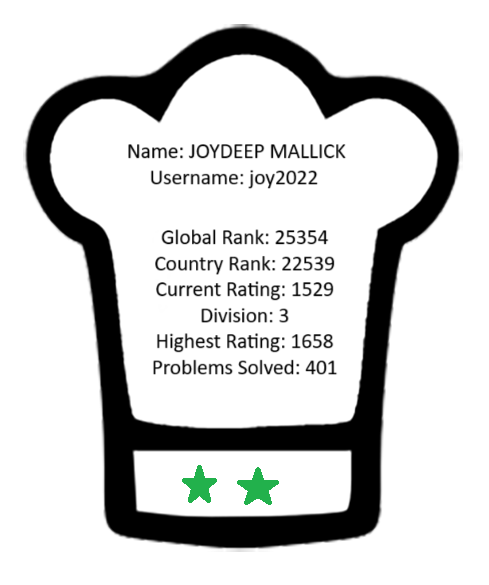 Name: JOYDEEP MALLICK
Username: joy2022
Global Rank: 25354
Country Rank: 22539
Current Rating: 1529
Division: 3
Highest Rating: 1658
Problems Solved: 401